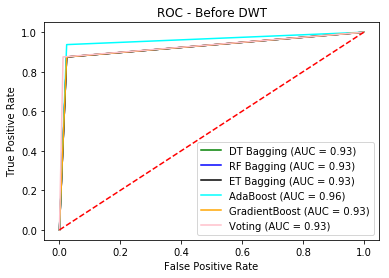 ROC - Before DWT
1.0
0.8
0.6
0.4
0.2
0.0
True Positive Rate
DT Bagging (AUC = 0.93)
RF Bagging (AUC = 0.93)
ET Bagging (AUC = 0.93)
AdaBoost (AUC = 0.96)
GradientBoost (AUC = 0.93)
Voting (AUC = 0.93)
0.0 0.2 0.4 0.6 0.8 1.0
False Positive Rate